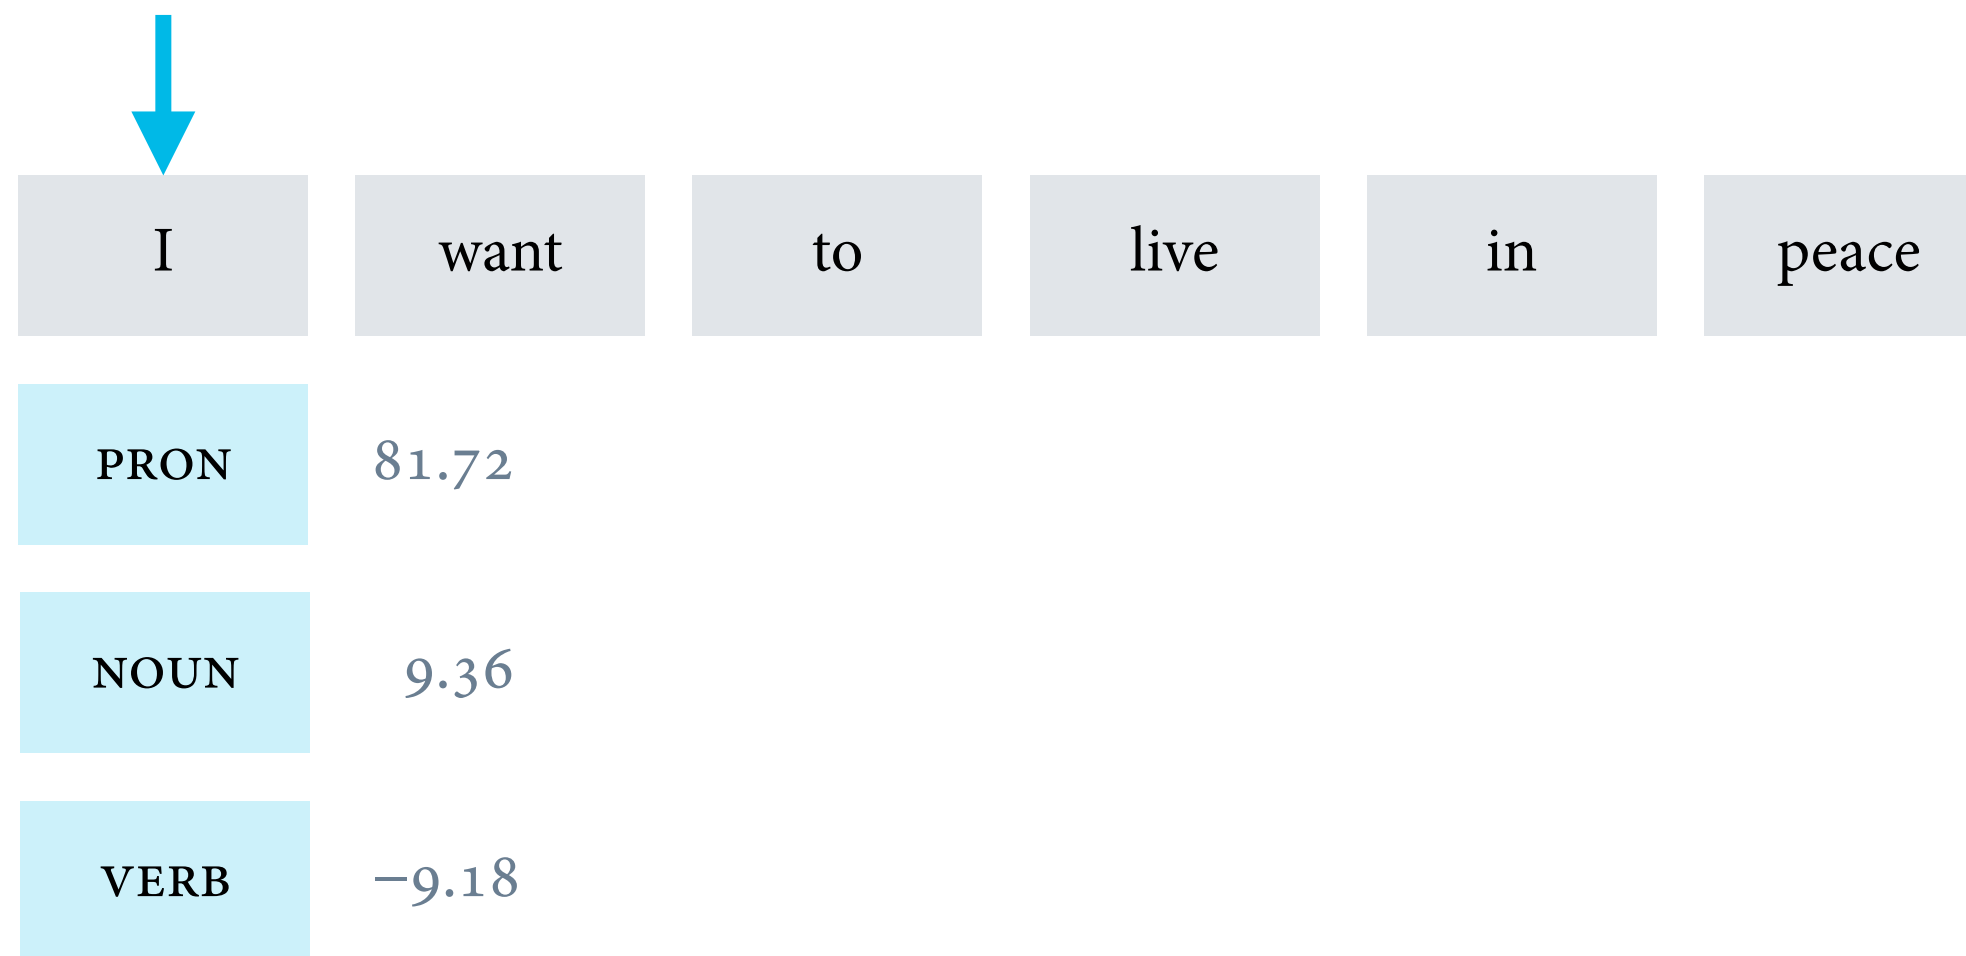 I want to live in peace
PRON 81.72
NOUN 9.36
VERB −9.18